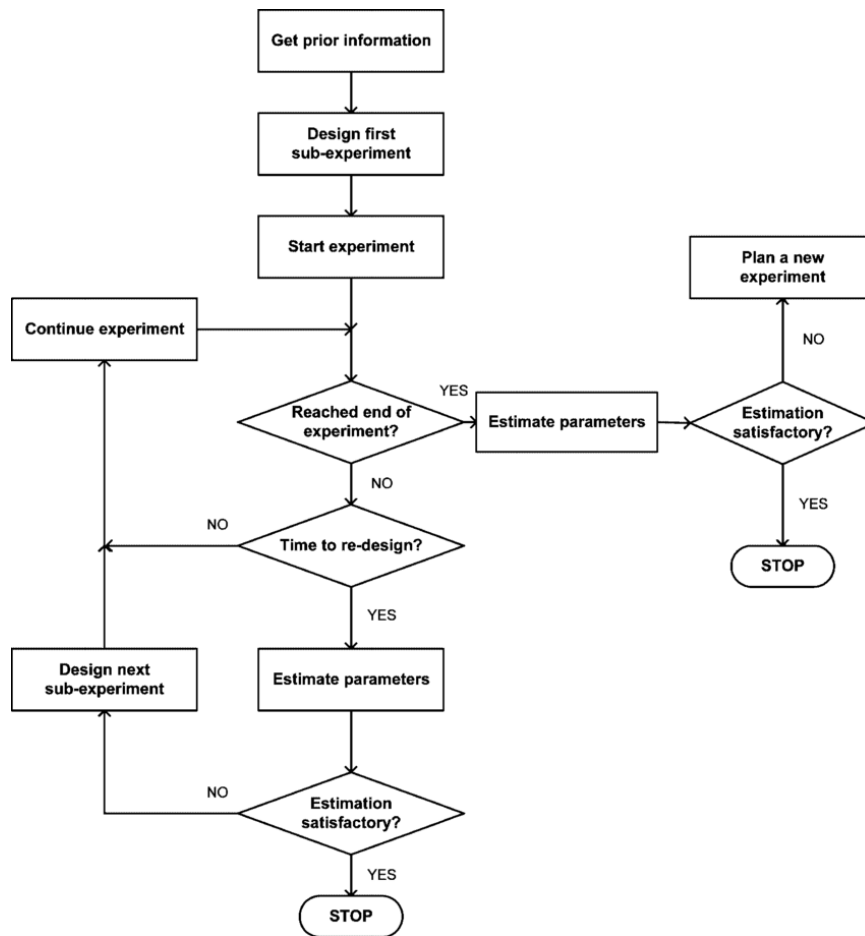 Get prior information
Design first
sub-experiment
Start experiment
Plan a new
experiment
Continue experiment
NO
YES
Reached end of
experiment?
Estimate parameters
Estimation
satisfactory?
NO
YES
NO
Time to re-design?
STOP
YES
Design next
sub-experiment
Estimate parameters
NO
Estimation
satisfactory?
YES
STOP